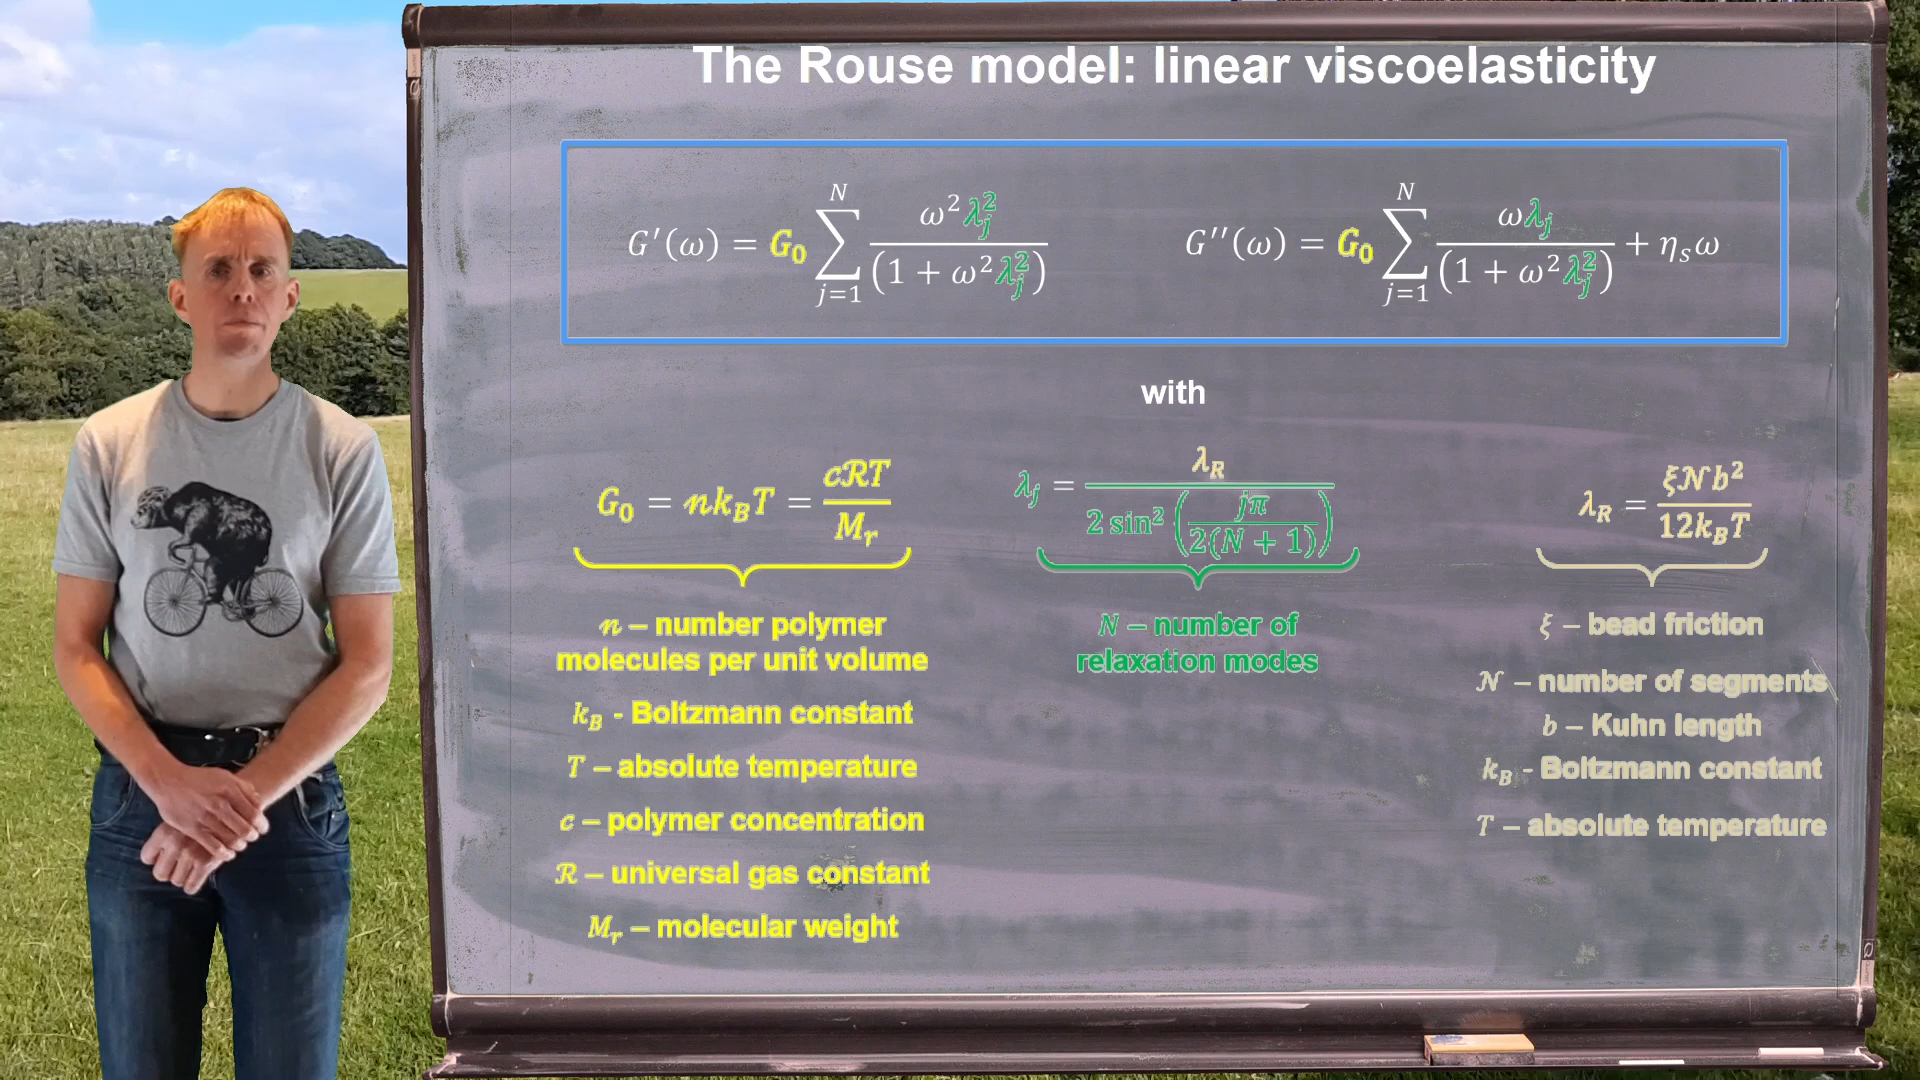 The Rouse model: linear viscoelasticity
G′(ω) = G₀ ∑_{j=1}^{N} ω²λ_j² / (1 + ω²λ_j²)
G′′(ω) = G₀ ∑_{j=1}^{N} ωλ_j / (1 + ω²λ_j²) + η_sω
with
G₀ = 𝓃k_BT = cℛT / M_r
λ_j = λ_R / 2 sin² (jπ / 2(N + 1))
λ_R = ξ𝒩b² / 12k_BT
𝓃 – number polymer
molecules per unit volume
k_B - Boltzmann constant
T – absolute temperature
c – polymer concentration
ℛ – universal gas constant
M_r – molecular weight
N – number of
relaxation modes
ξ – bead friction
𝒩 – number of segments
b – Kuhn length
k_B - Boltzmann constant
T – absolute temperature